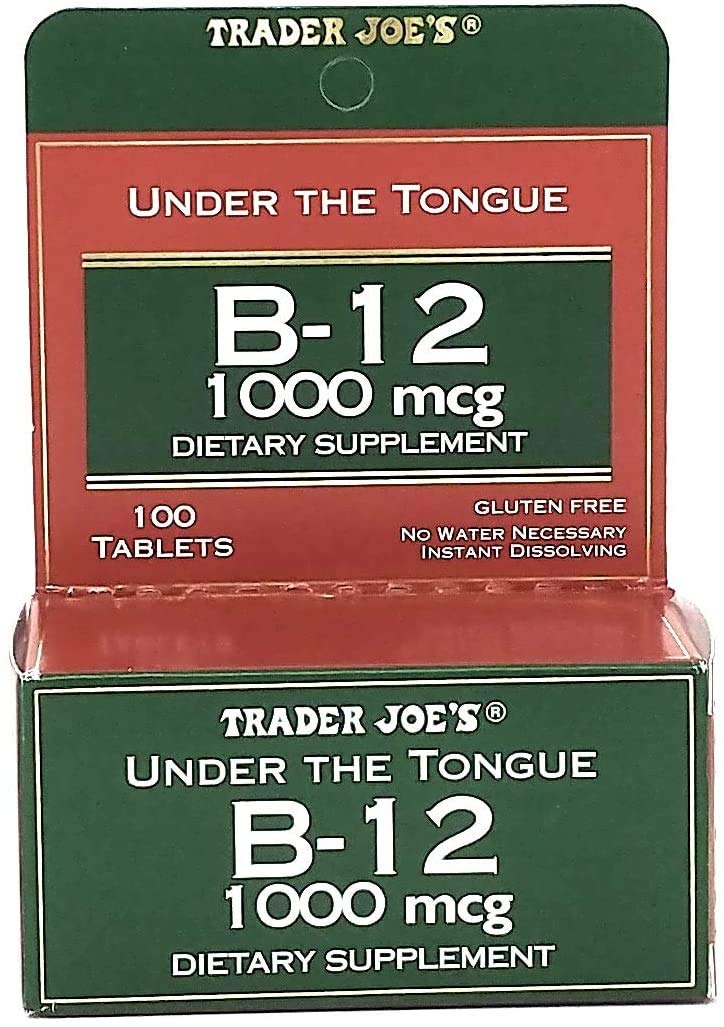 TRADER JOE'S®
UNDER THE TONGUE
B-12
1000 mcg
DIETARY SUPPLEMENT
100
TABLETS
GLUTEN FREE
NO WATER NECESSARY
INSTANT DISSOLVING
TRADER JOE'S®
UNDER THE TONGUE
B-12
1000 mcg
DIETARY SUPPLEMENT